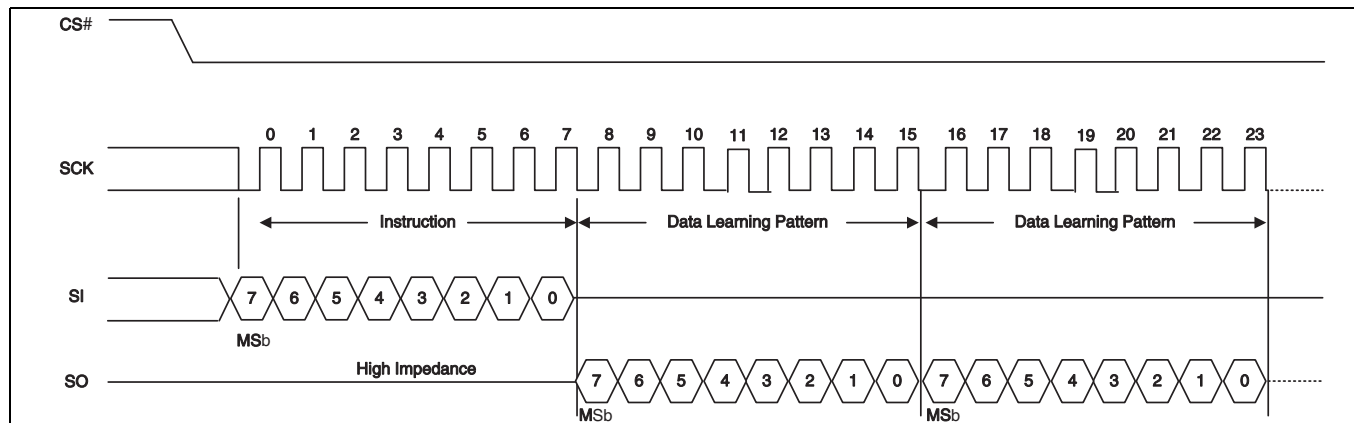 CS#
0 1 2 3 4 5 6 7 8 9 10 11 12 13 14 15 16 17 18 19 20 21 22 23
SCK
Instruction Data Learning Pattern Data Learning Pattern
SI 7 6 5 4 3 2 1 0
MSb
High Impedance
SO 7 6 5 4 3 2 1 0 7 6 5 4 3 2 1 0
MSb MSb